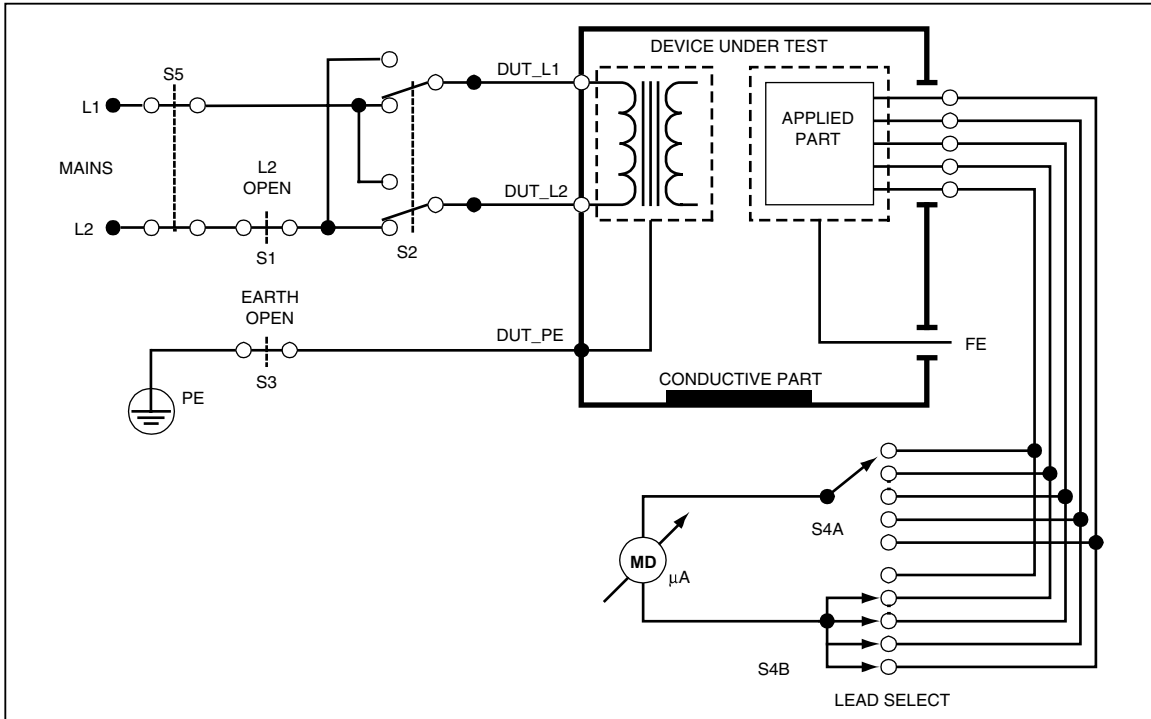 DEVICE UNDER TEST
S5
DUT_L1
L1
APPLIED
PART
MAINS
L2
OPEN
DUT_L2
L2
S1
S2
EARTH
OPEN
DUT_PE
FE
S3
PE
CONDUCTIVE PART
S4A
MD
µA
S4B
LEAD SELECT